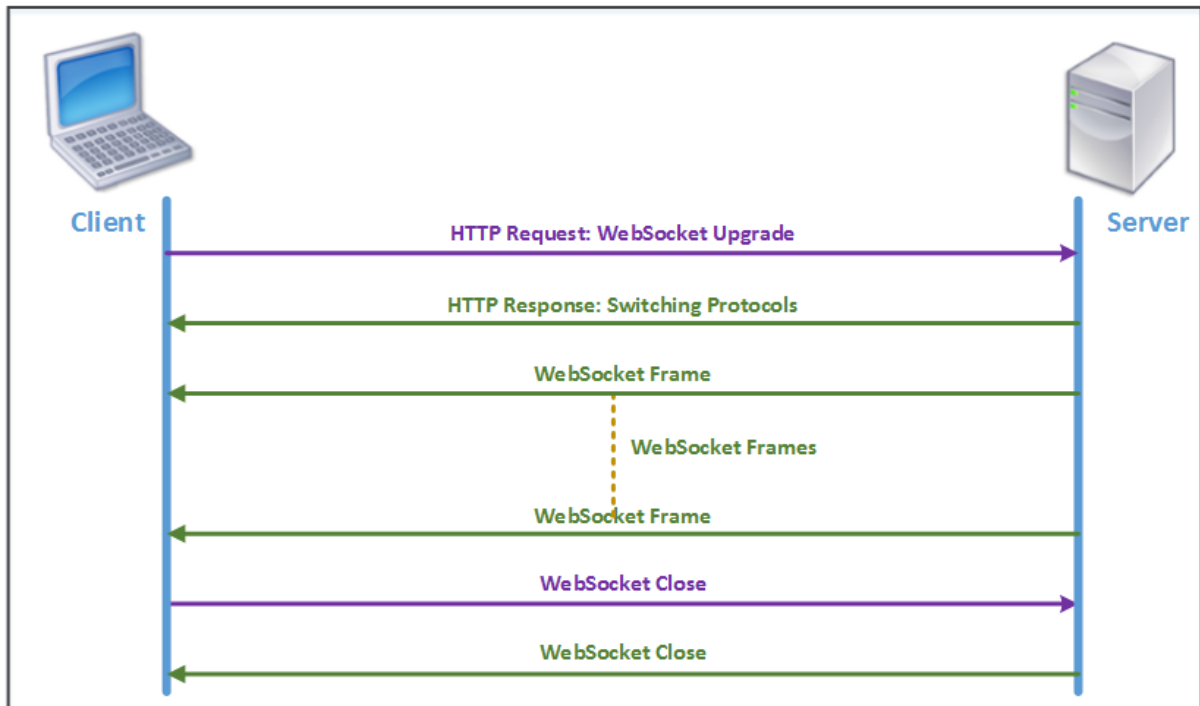 Client
Server
HTTP Request: WebSocket Upgrade
HTTP Response: Switching Protocols
WebSocket Frame
WebSocket Frames
WebSocket Frame
WebSocket Close
WebSocket Close